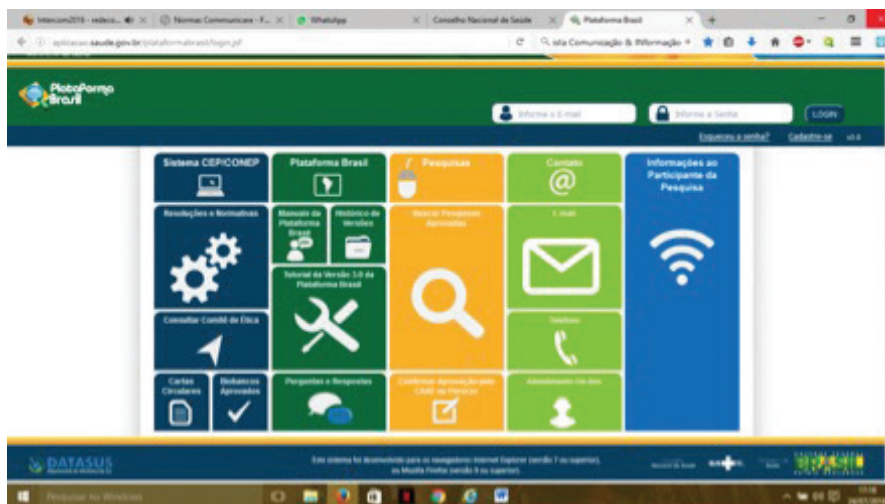 Intercom2016 - redeco...
Normas Communicare - F...
WhatsApp
Conselho Nacional de Saúde
Plataforma Brasil
aplicacao.saude.gov.br/plataformabrasil/login.jsf
Plataforma
Brasil
Informe o E-mail
Informe a Senha
LOGIN
Esqueceu a senha?
Cadastre-se
Sistema CEP/CONEP
Plataforma Brasil
Pesquisas
Contato
Informações ao
Participante da
Pesquisa
Resoluções e Normativas
Manuais da
Plataforma
Brasil
Histórico de
Versões
Buscar Pesquisas
Aprovadas
E-mail
Tutorial da Versão 3.0 da
Plataforma Brasil
Consultar Comitê de Ética
Telefone
Cartas
Circulares
Biobancos
Aprovados
Perguntas e Respostas
Confirmar Aprovação pelo
CAAE ou Parecer
Atendimento On-line
DATASUS
Este sistema foi desenvolvido para os navegadores Internet Explorer (versão 7 ou superior),
ou Mozilla Firefox (versão 9 ou superior).
BRASIL
Pesquisar no Windows